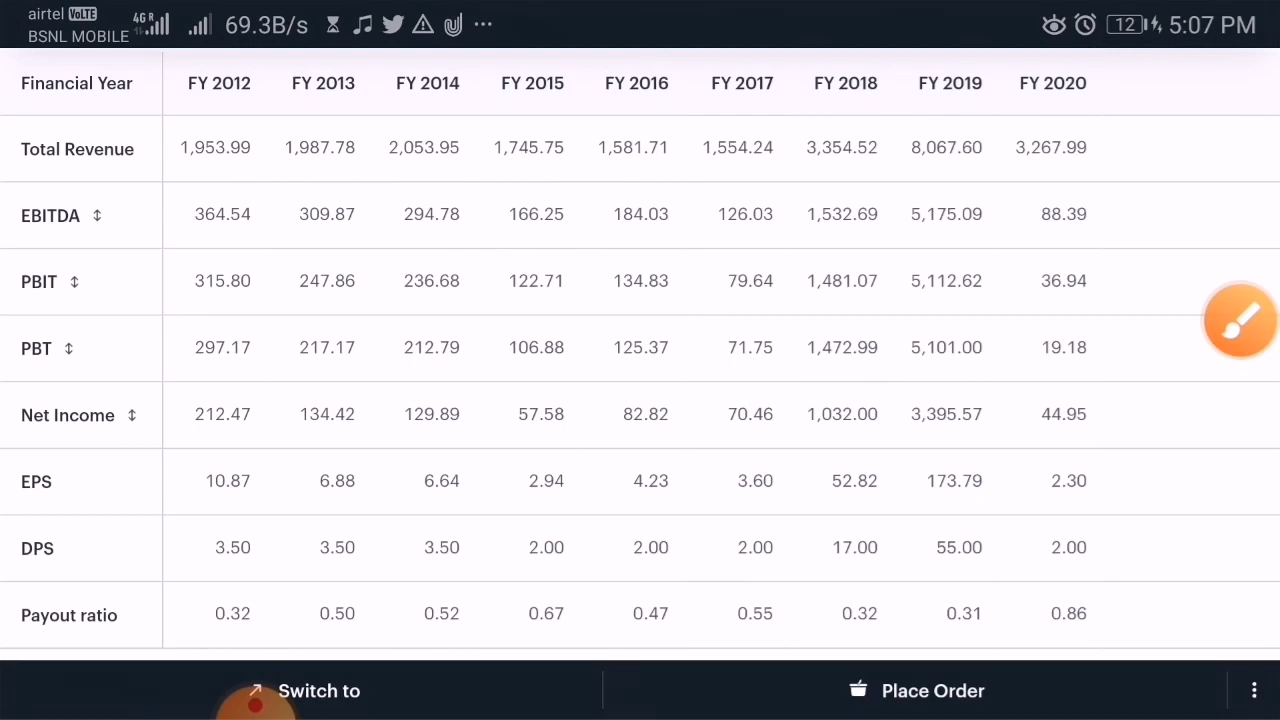 airtel VoLTE 4G R 69.3B/s ... 12 5:07 PM
BSNL MOBILE
Financial Year FY 2012 FY 2013 FY 2014 FY 2015 FY 2016 FY 2017 FY 2018 FY 2019 FY 2020
Total Revenue 1,953.99 1,987.78 2,053.95 1,745.75 1,581.71 1,554.24 3,354.52 8,067.60 3,267.99
EBITDA 364.54 309.87 294.78 166.25 184.03 126.03 1,532.69 5,175.09 88.39
PBIT 315.80 247.86 236.68 122.71 134.83 79.64 1,481.07 5,112.62 36.94
PBT 297.17 217.17 212.79 106.88 125.37 71.75 1,472.99 5,101.00 19.18
Net Income 212.47 134.42 129.89 57.58 82.82 70.46 1,032.00 3,395.57 44.95
EPS 10.87 6.88 6.64 2.94 4.23 3.60 52.82 173.79 2.30
DPS 3.50 3.50 3.50 2.00 2.00 2.00 17.00 55.00 2.00
Payout ratio 0.32 0.50 0.52 0.67 0.47 0.55 0.32 0.31 0.86
Switch to Place Order